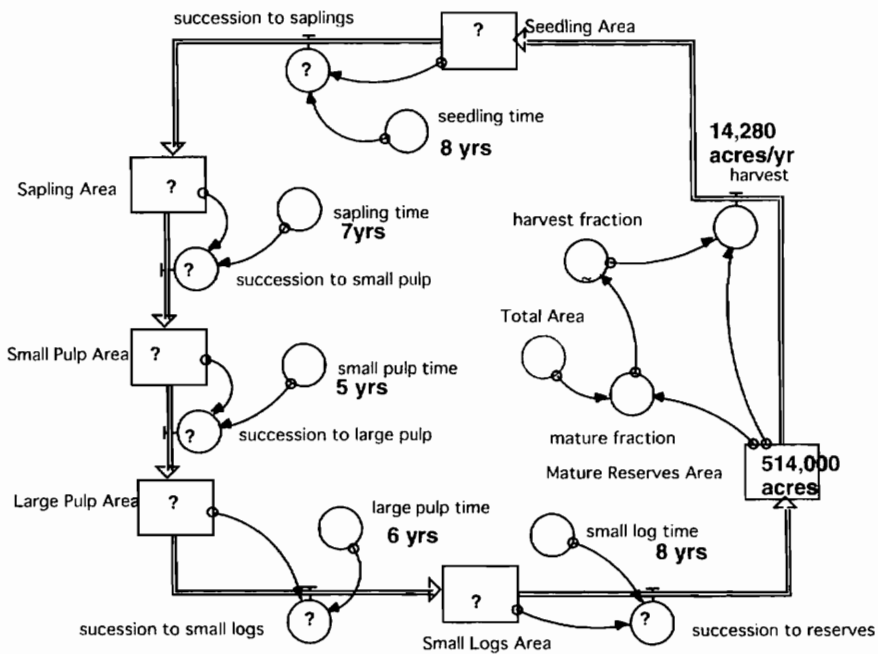 succession to saplings
?
Seedling Area
?
seedling time
8 yrs
14,280
acres/yr
harvest
Sapling Area
?
sapling time
7yrs
harvest fraction
?
succession to small pulp
~
Total Area
Small Pulp Area
?
small pulp time
5 yrs
?
succession to large pulp
mature fraction
Mature Reserves Area
514,000
acres
Large Pulp Area
?
large pulp time
6 yrs
small log time
8 yrs
?
?
?
sucession to small logs
Small Logs Area
succession to reserves